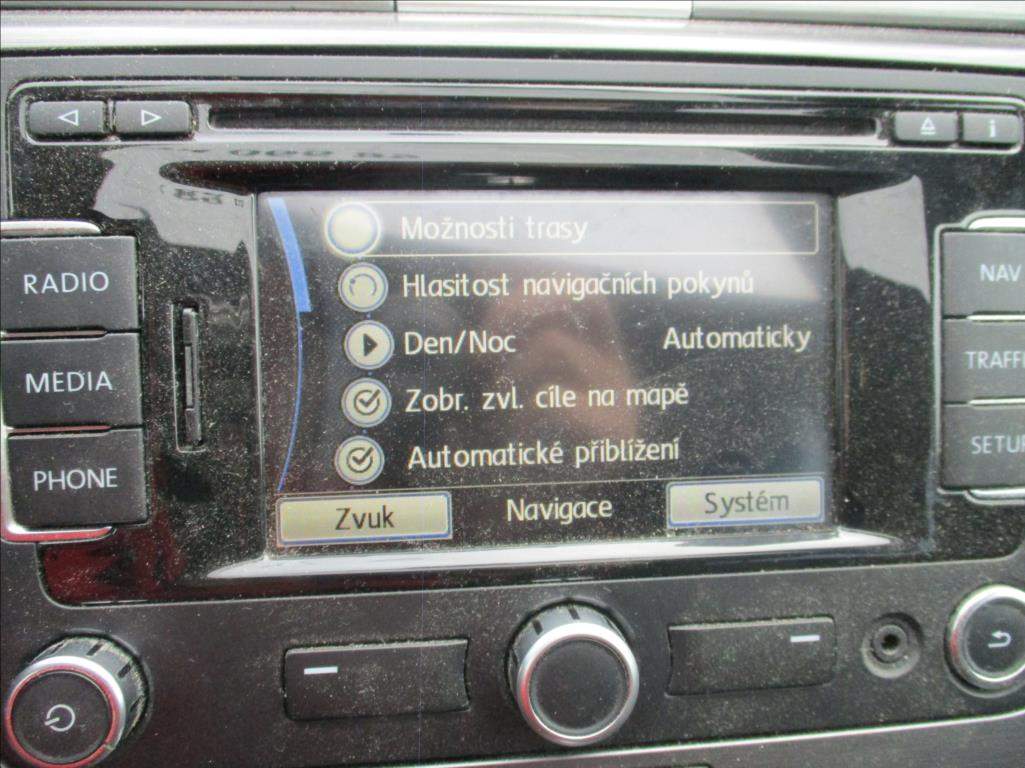 i
RADIO
MEDIA
PHONE
Možnosti trasy
Hlasitost navigačních pokynů
Den/Noc Automaticky
Zobr. zvl. cíle na mapě
Automatické přiblížení
Zvuk Navigace Systém
NAV
TRAFF
SETU